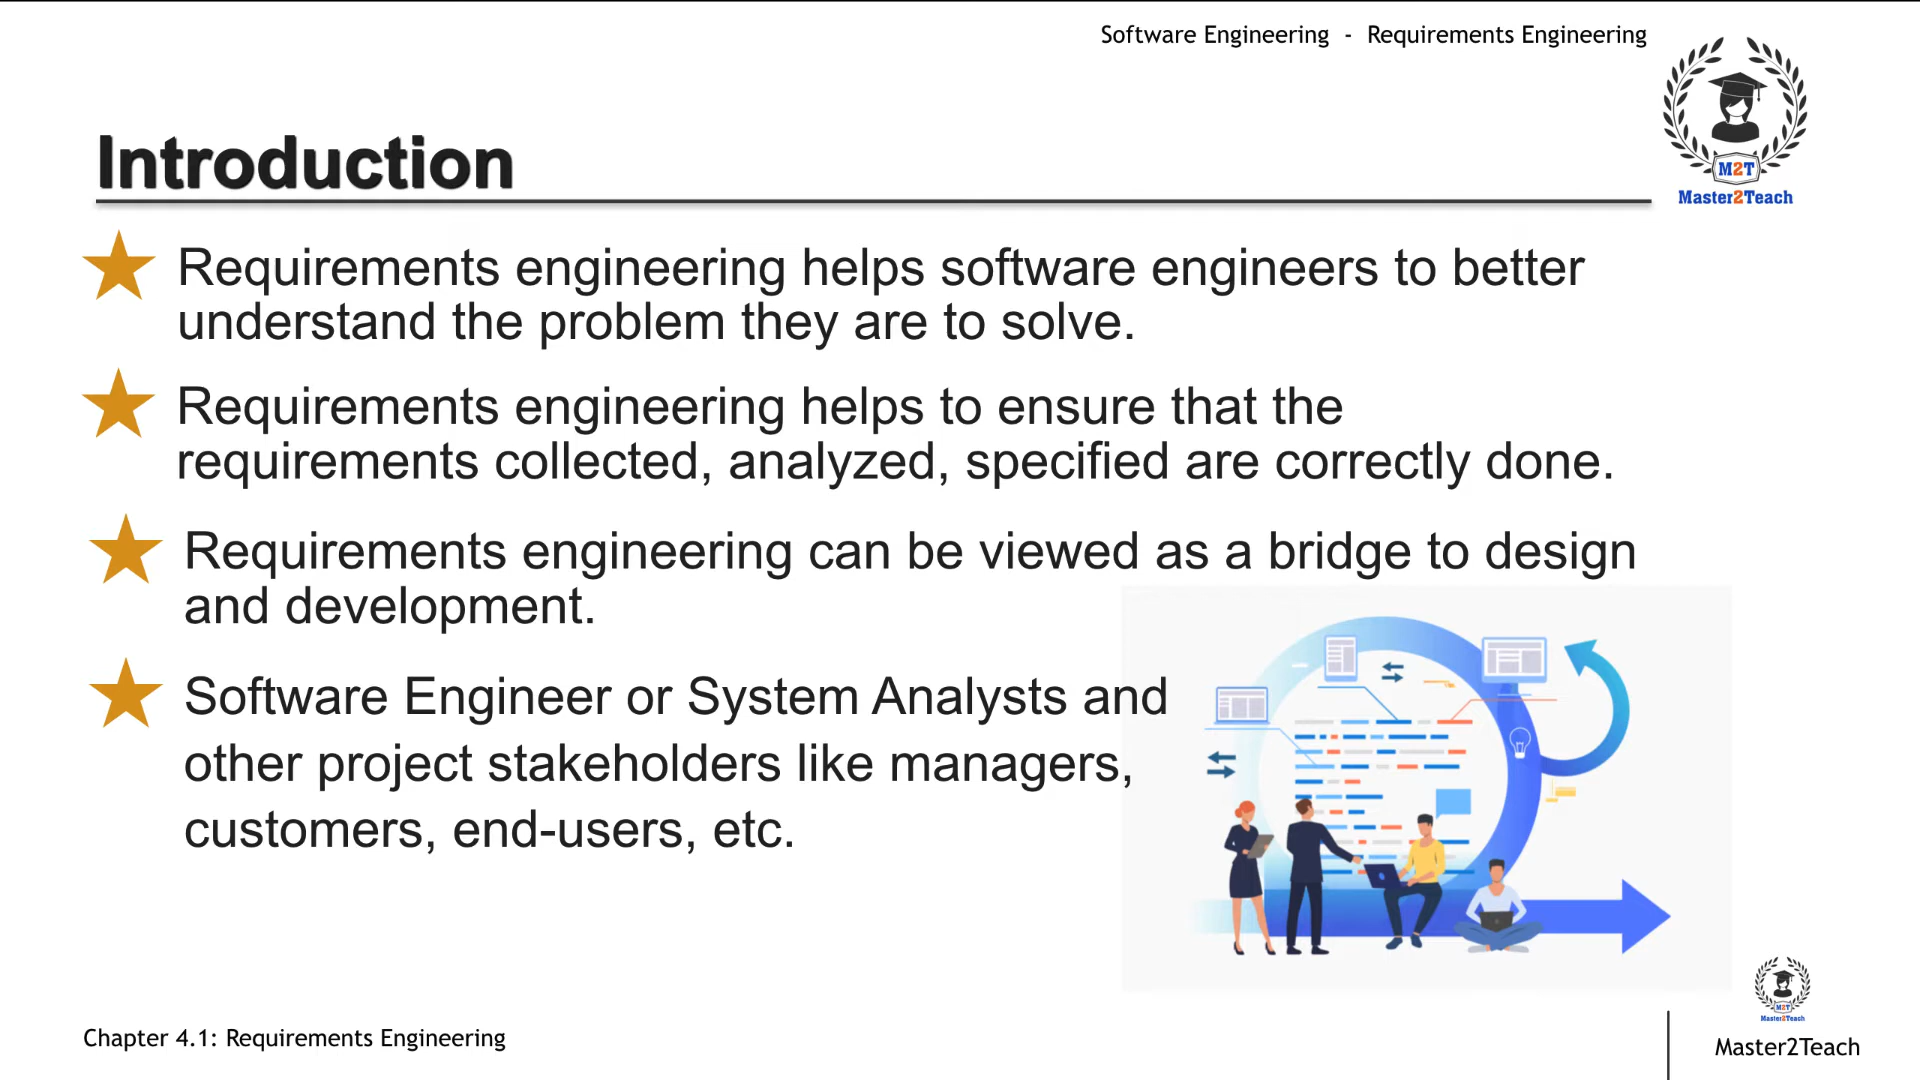 Software Engineering - Requirements Engineering
M2T
Master2Teach
Introduction
Requirements engineering helps software engineers to better
understand the problem they are to solve.
Requirements engineering helps to ensure that the
requirements collected, analyzed, specified are correctly done.
Requirements engineering can be viewed as a bridge to design
and development.
Software Engineer or System Analysts and
other project stakeholders like managers,
customers, end-users, etc.
M2T
Master2Teach
Chapter 4.1: Requirements Engineering
Master2Teach